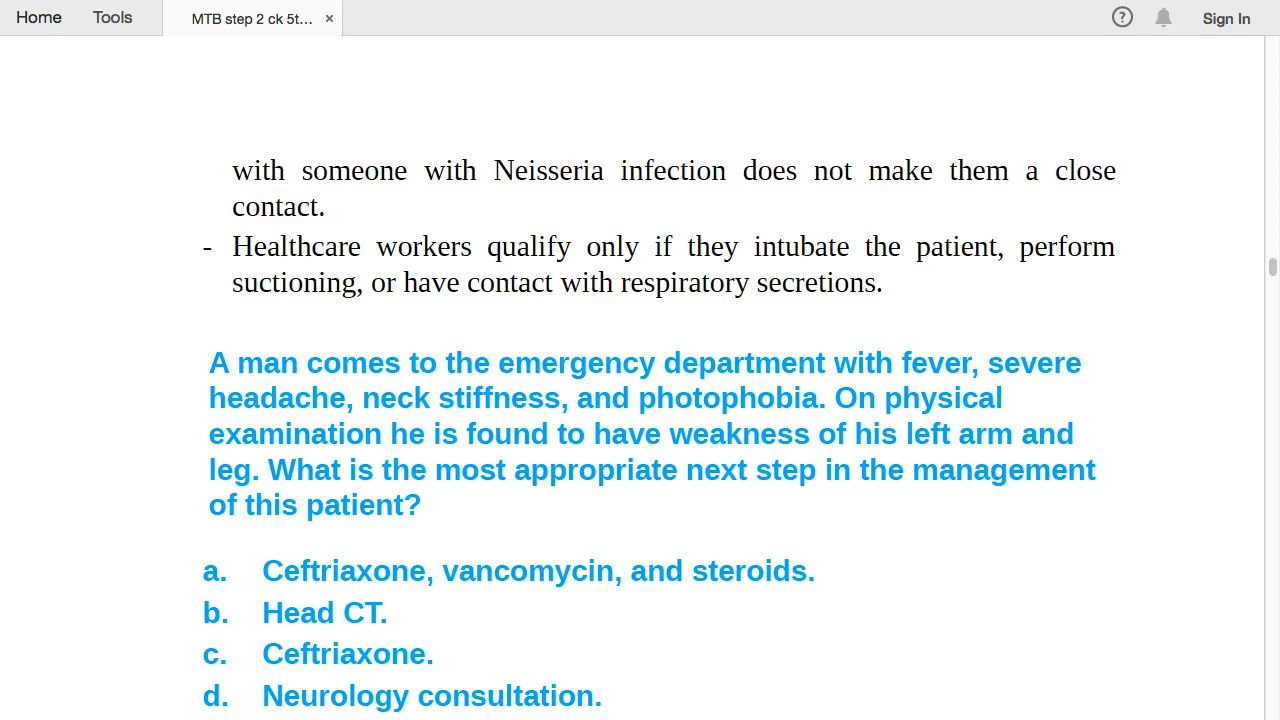 Home Tools MTB step 2 ck 5t... × ? Sign In
with someone with Neisseria infection does not make them a close
contact.
- Healthcare workers qualify only if they intubate the patient, perform
suctioning, or have contact with respiratory secretions.
A man comes to the emergency department with fever, severe
headache, neck stiffness, and photophobia. On physical
examination he is found to have weakness of his left arm and
leg. What is the most appropriate next step in the management
of this patient?
a. Ceftriaxone, vancomycin, and steroids.
b. Head CT.
c. Ceftriaxone.
d. Neurology consultation.